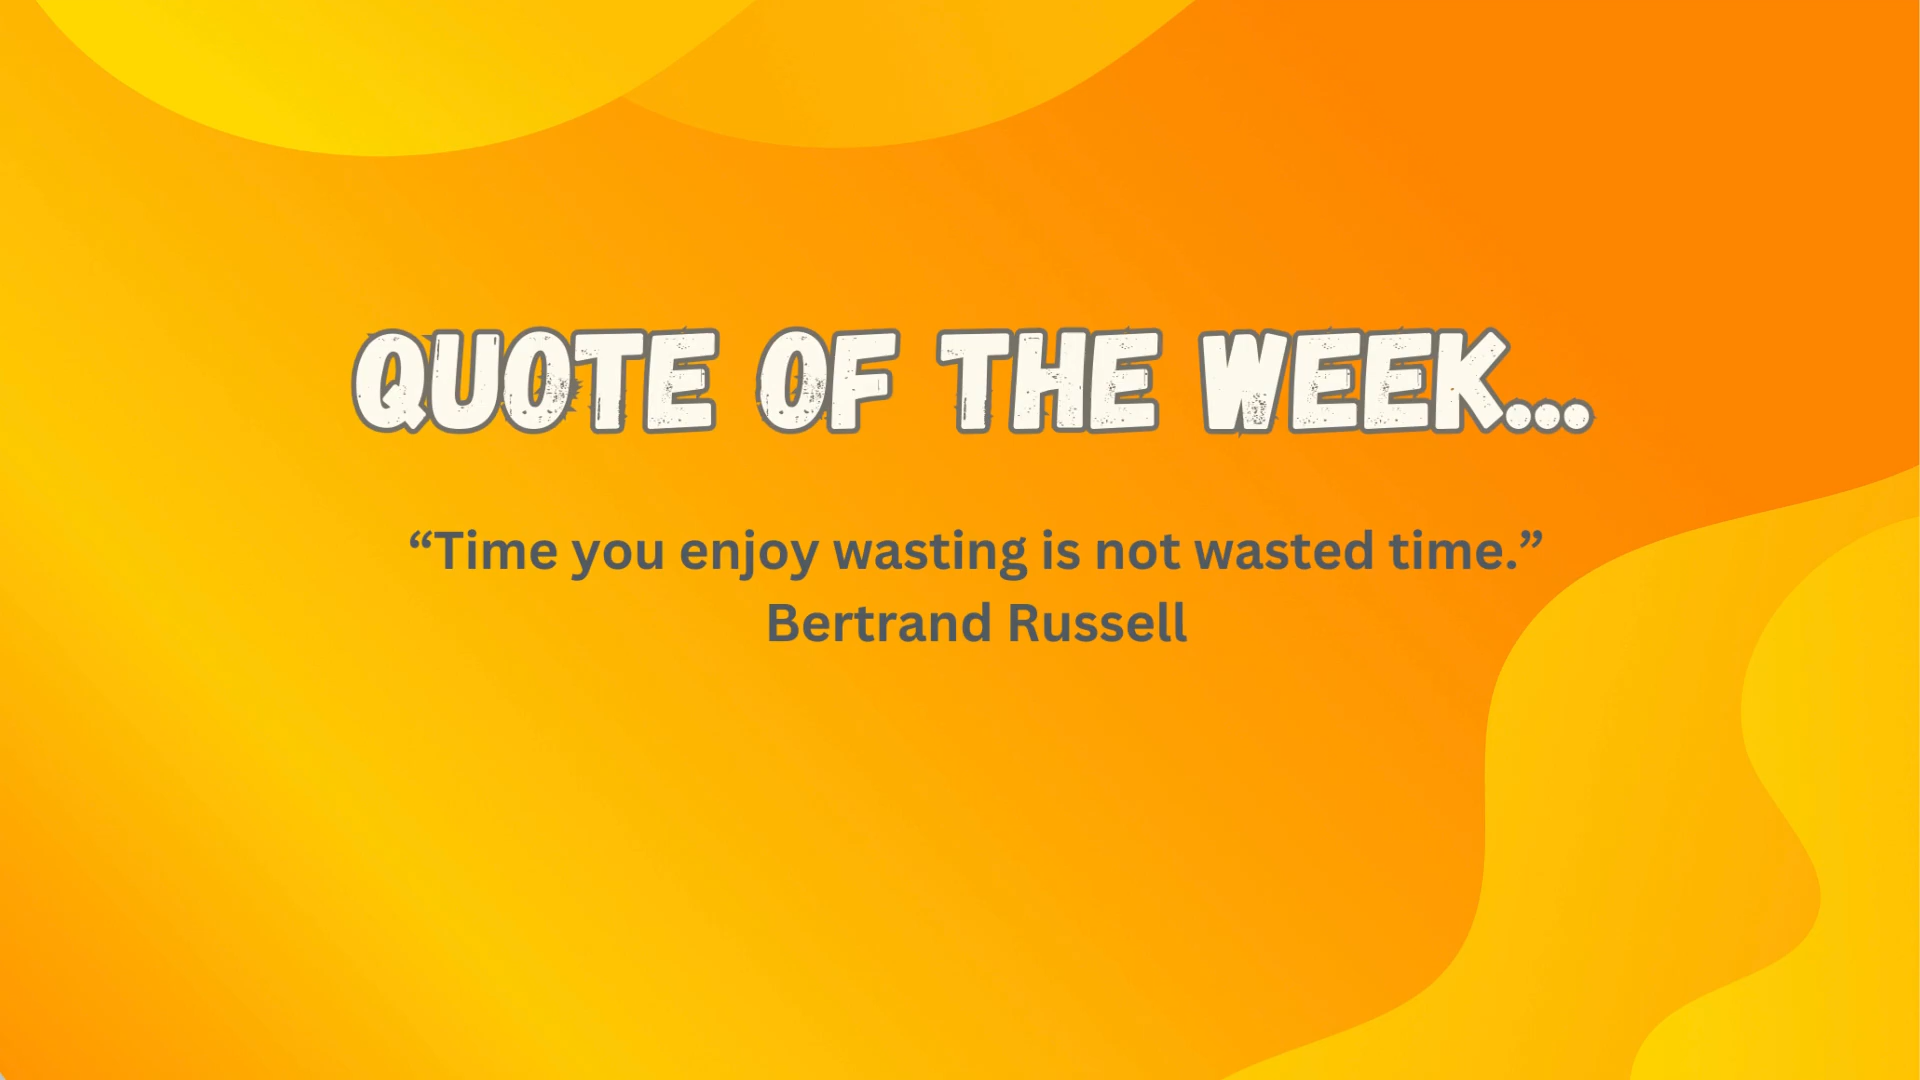 QUOTE OF THE WEEK...
“Time you enjoy wasting is not wasted time.”
Bertrand Russell